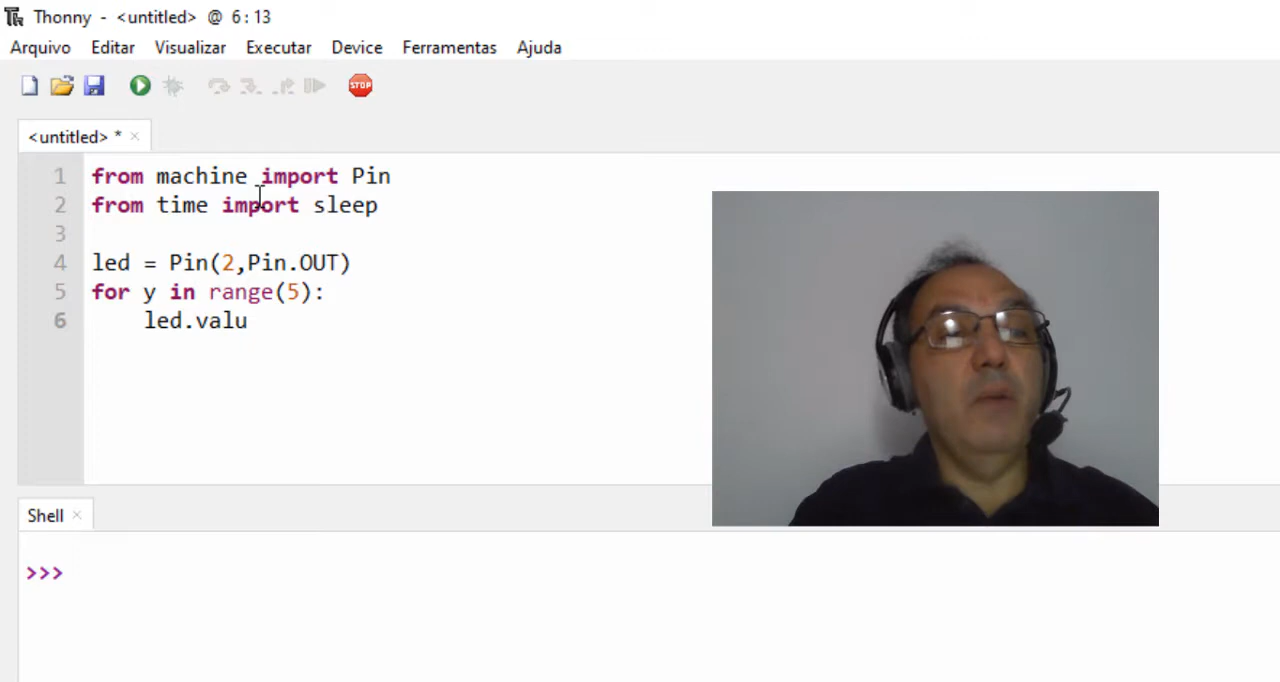 Thonny - <untitled> @ 6:13
Arquivo Editar Visualizar Executar Device Ferramentas Ajuda
STOP
<untitled> * ×
1 from machine import Pin
2 from time import sleep
3
4 led = Pin(2,Pin.OUT)
5 for y in range(5):
6     led.valu
Shell ×
>>>